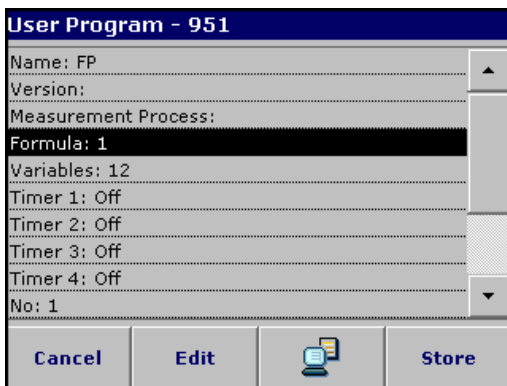 User Program - 951
Name: FP
Version:
Measurement Process:
Formula: 1
Variables: 12
Timer 1: Off
Timer 2: Off
Timer 3: Off
Timer 4: Off
No: 1
Cancel Edit Store